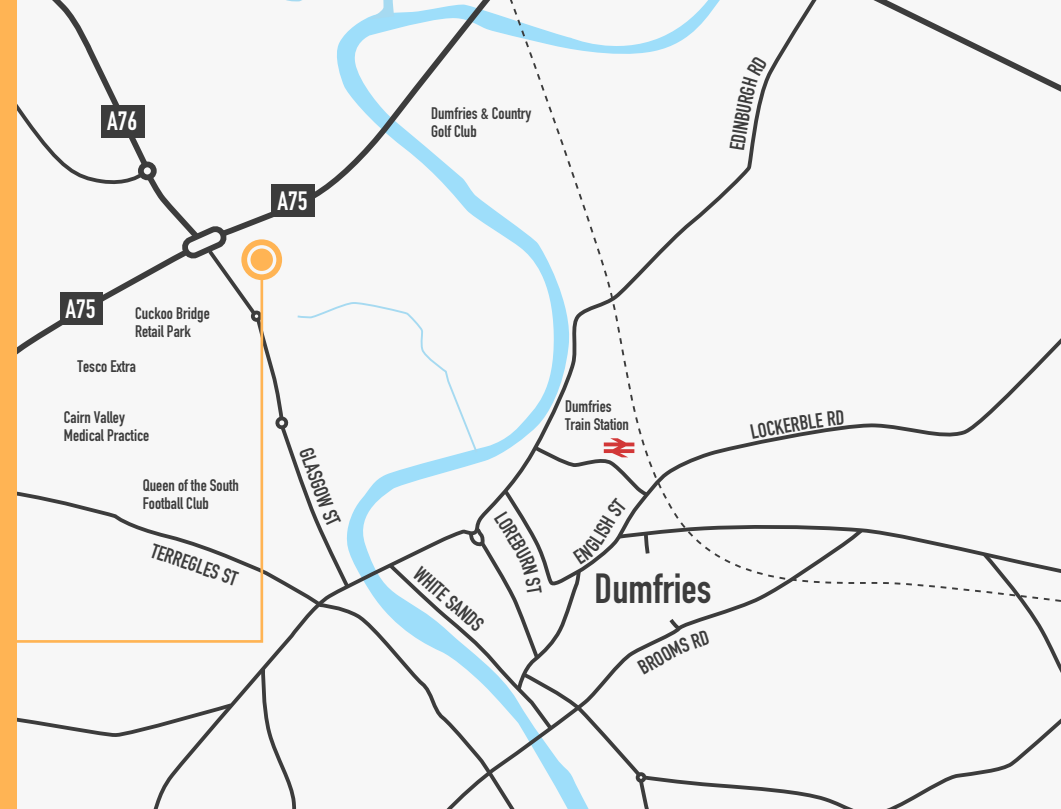 EDINBURGH RD
A76
Dumfries & Country
Golf Club
A75
A75
Cuckoo Bridge
Retail Park
Tesco Extra
Cairn Valley
Medical Practice
Dumfries
Train Station
LOCKERBLE RD
GLASGOW ST
Queen of the South
Football Club
LOREBURN ST
ENGLISH ST
TERREGLES ST
WHITE SANDS
Dumfries
BROOMS RD